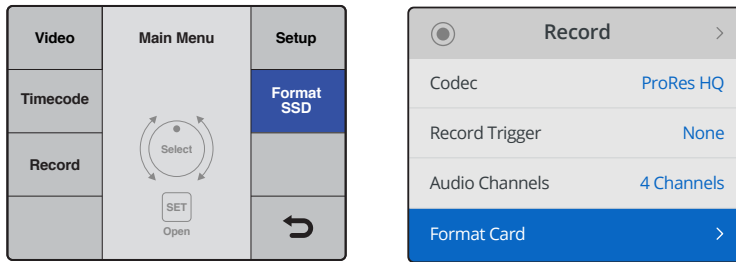 Video
Main Menu
Setup
Timecode
Format
SSD
Record
Select
SET
Open
Record
Codec
ProRes HQ
Record Trigger
None
Audio Channels
4 Channels
Format Card